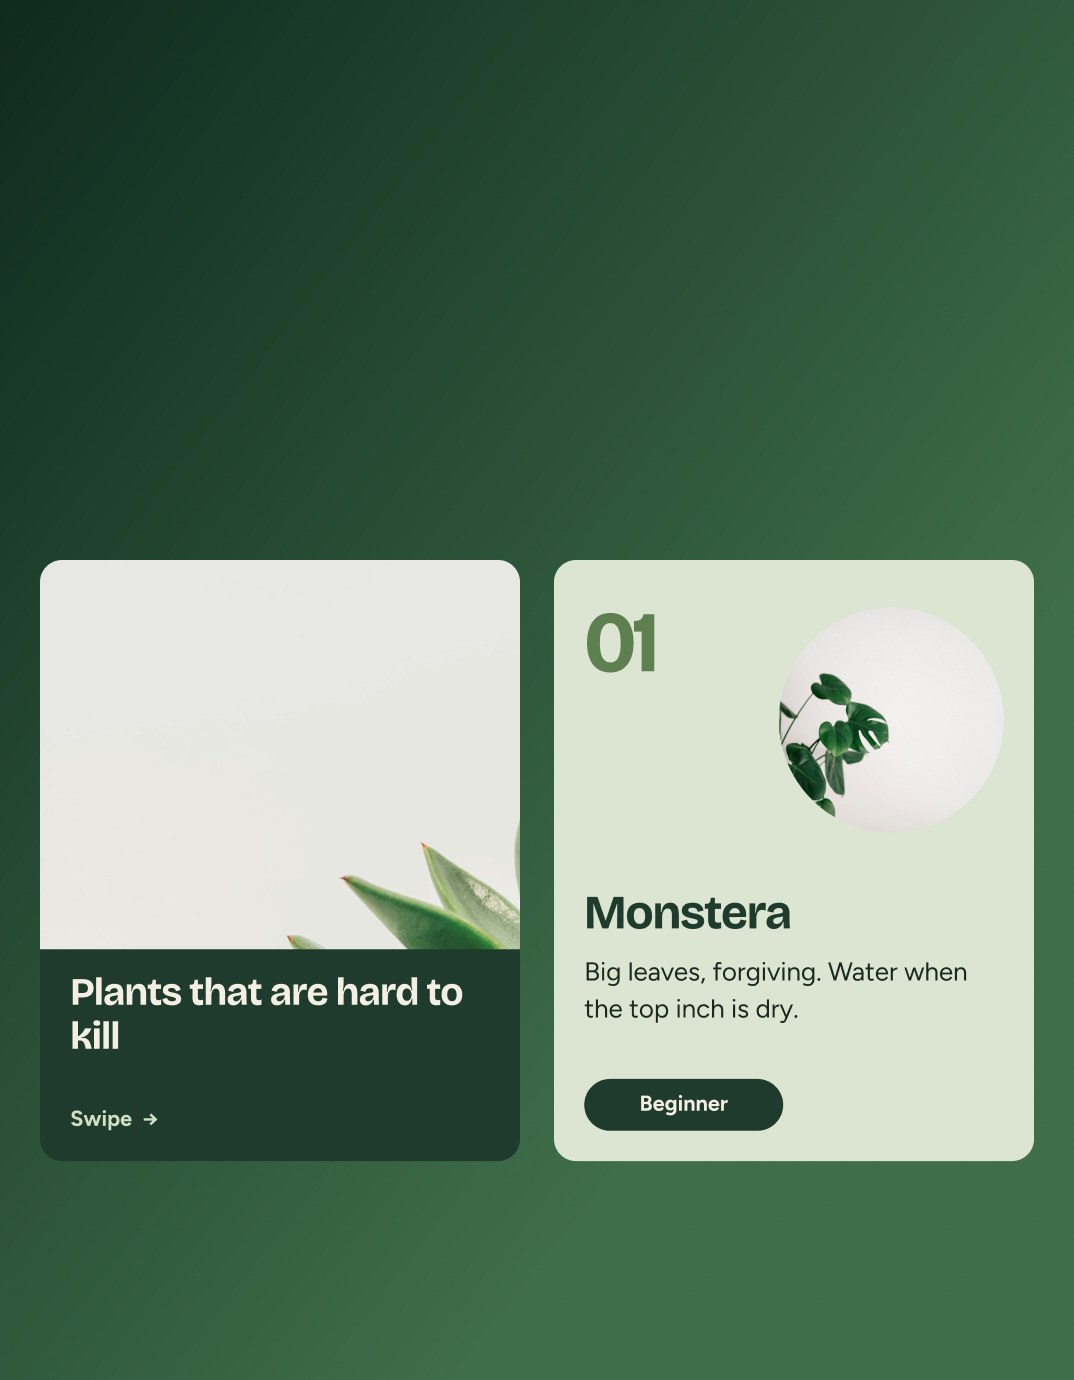 Plants that are hard to
kill
Swipe →
01
Monstera
Big leaves, forgiving. Water when
the top inch is dry.
Beginner